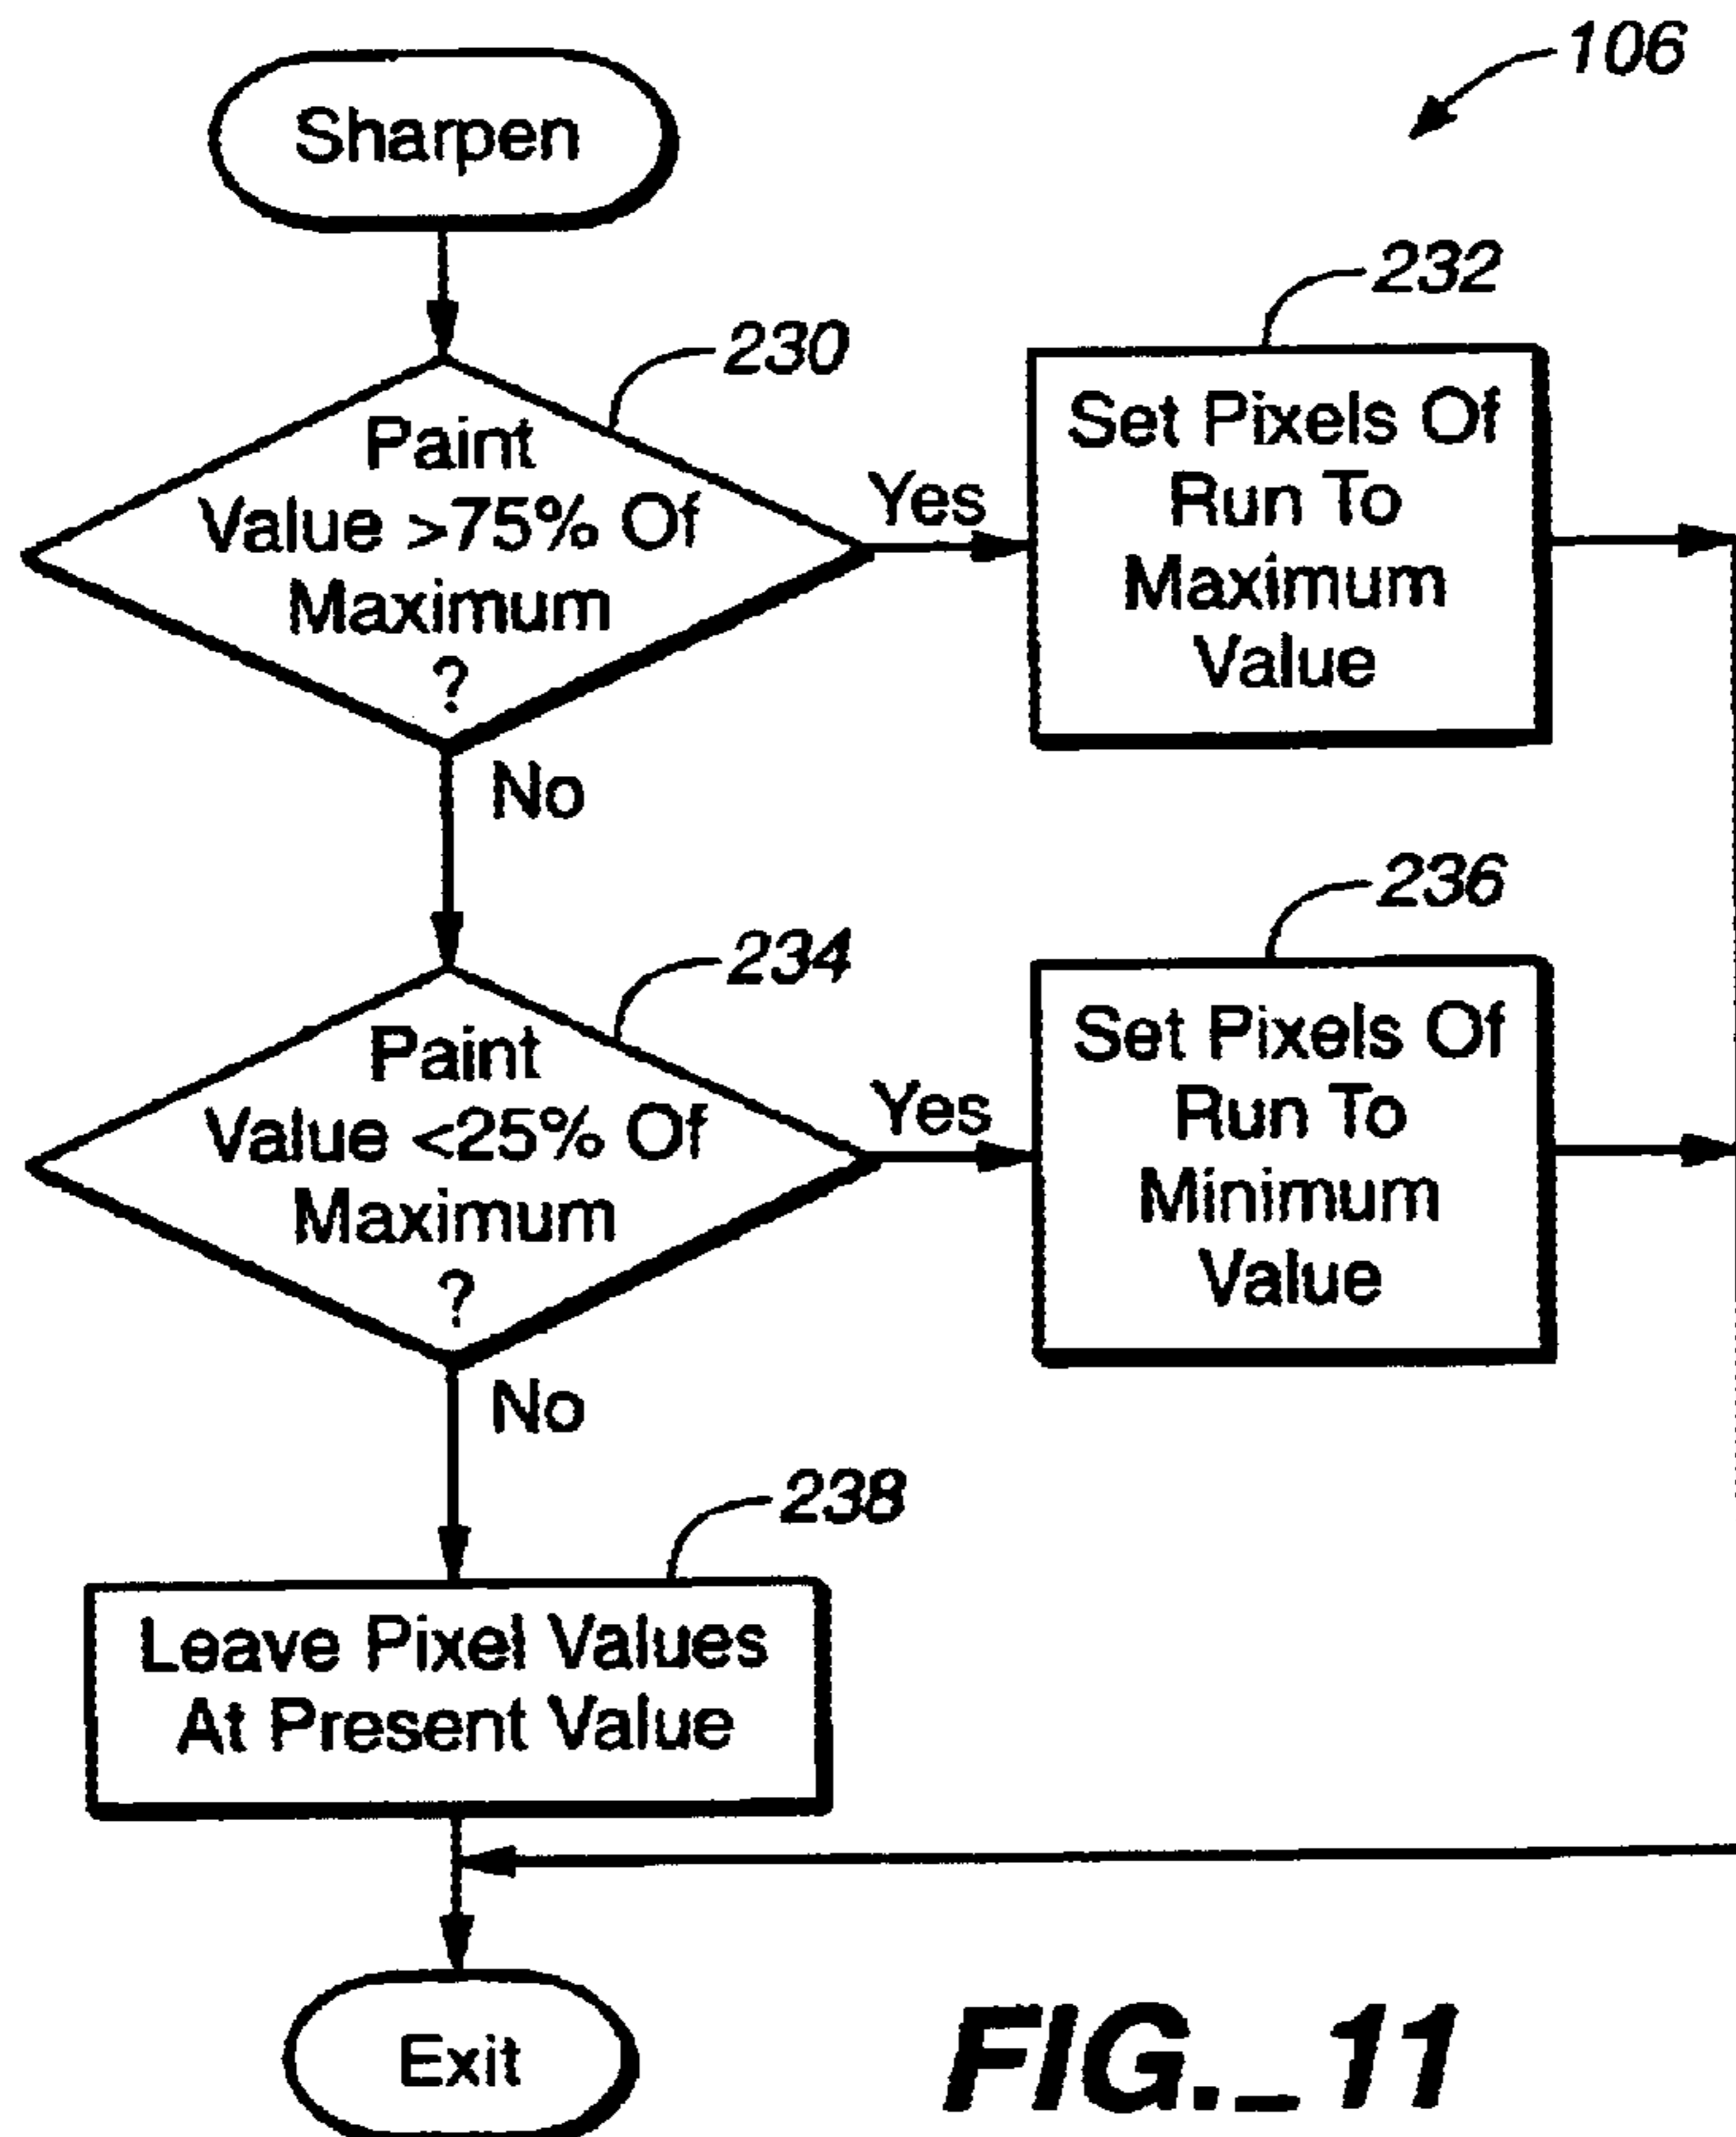 106
Sharpen
230
Paint
Value >75% Of
Maximum
?
Yes
No
232
Set Pixels Of
Run To
Maximum
Value
234
Paint
Value <25% Of
Maximum
?
Yes
No
236
Set Pixels Of
Run To
Minimum
Value
238
Leave Pixel Values
At Present Value
Exit
FIG._11